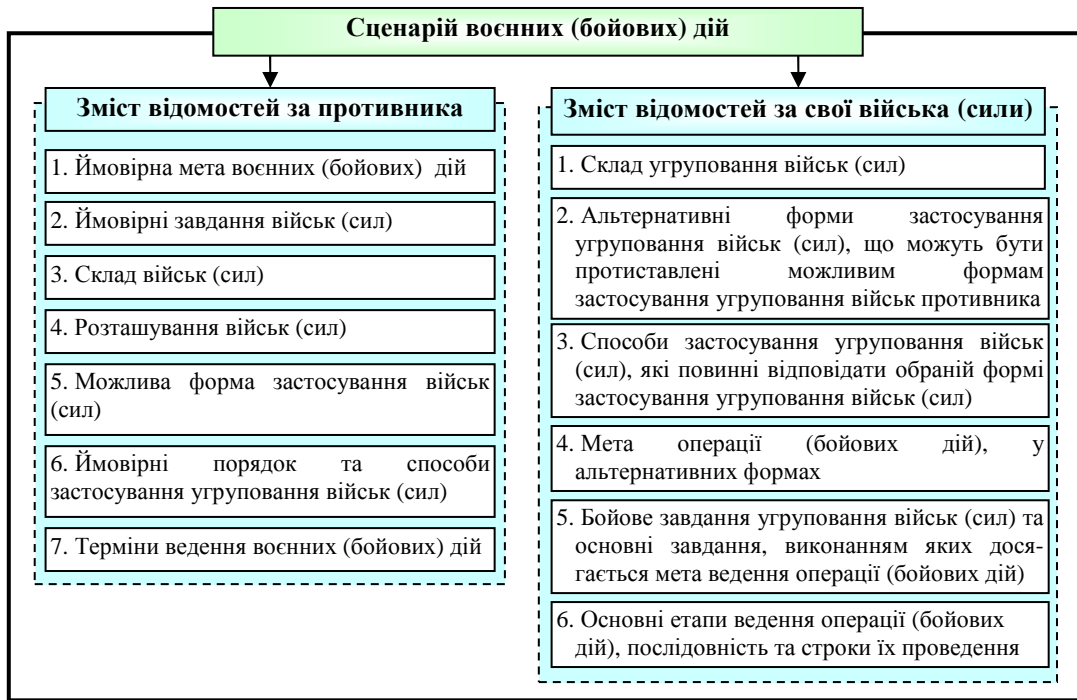 Сценарій воєнних (бойових) дій
Зміст відомостей за противника
1. Ймовірна мета воєнних (бойових) дій
2. Ймовірні завдання військ (сил)
3. Склад військ (сил)
4. Розташування військ (сил)
5. Можлива форма застосування військ
(сил)
6. Ймовірні порядок та способи
застосування угруповання військ (сил)
7. Терміни ведення воєнних (бойових) дій
Зміст відомостей за свої війська (сили)
1. Склад угруповання військ (сил)
2. Альтернативні форми застосування
угруповання військ (сил), що можуть бути
протиставлені можливим формам
застосування угруповання військ противника
3. Способи застосування угруповання військ
(сил), які повинні відповідати обраній формі
застосування угруповання військ (сил)
4. Мета операції (бойових дій), у
альтернативних формах
5. Бойове завдання угруповання військ (сил) та
основні завдання, виконанням яких дося-
гається мета ведення операції (бойових дій)
6. Основні етапи ведення операції (бойових
дій), послідовність та строки їх проведення